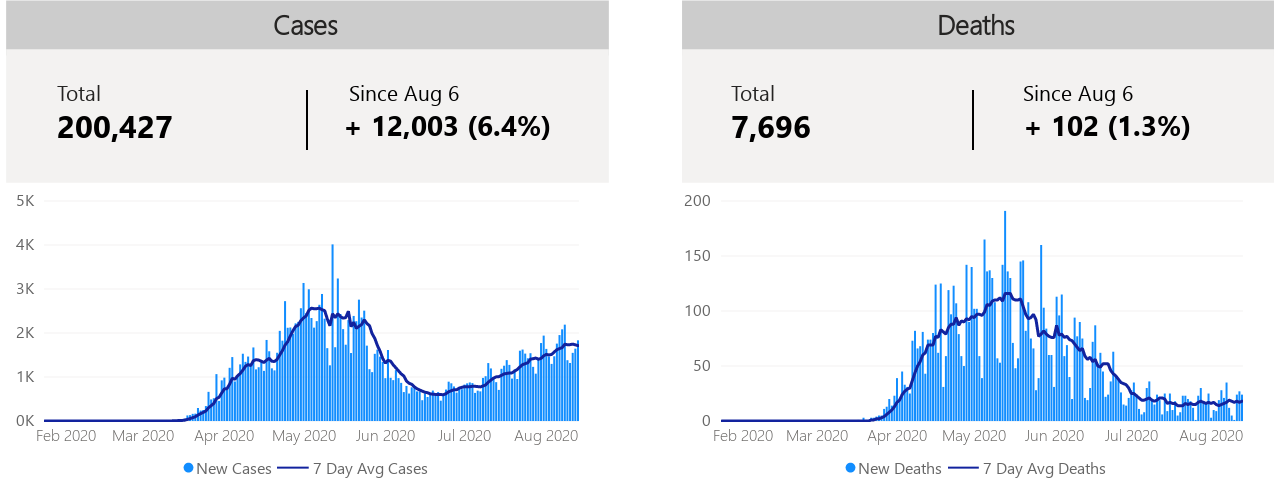 Cases
Total
200,427
Since Aug 6
+ 12,003 (6.4%)
5K
4K
3K
2K
1K
0K
Feb 2020 Mar 2020 Apr 2020 May 2020 Jun 2020 Jul 2020 Aug 2020
New Cases 7 Day Avg Cases
Deaths
Total
7,696
Since Aug 6
+ 102 (1.3%)
200
150
100
50
0
Feb 2020 Mar 2020 Apr 2020 May 2020 Jun 2020 Jul 2020 Aug 2020
New Deaths 7 Day Avg Deaths